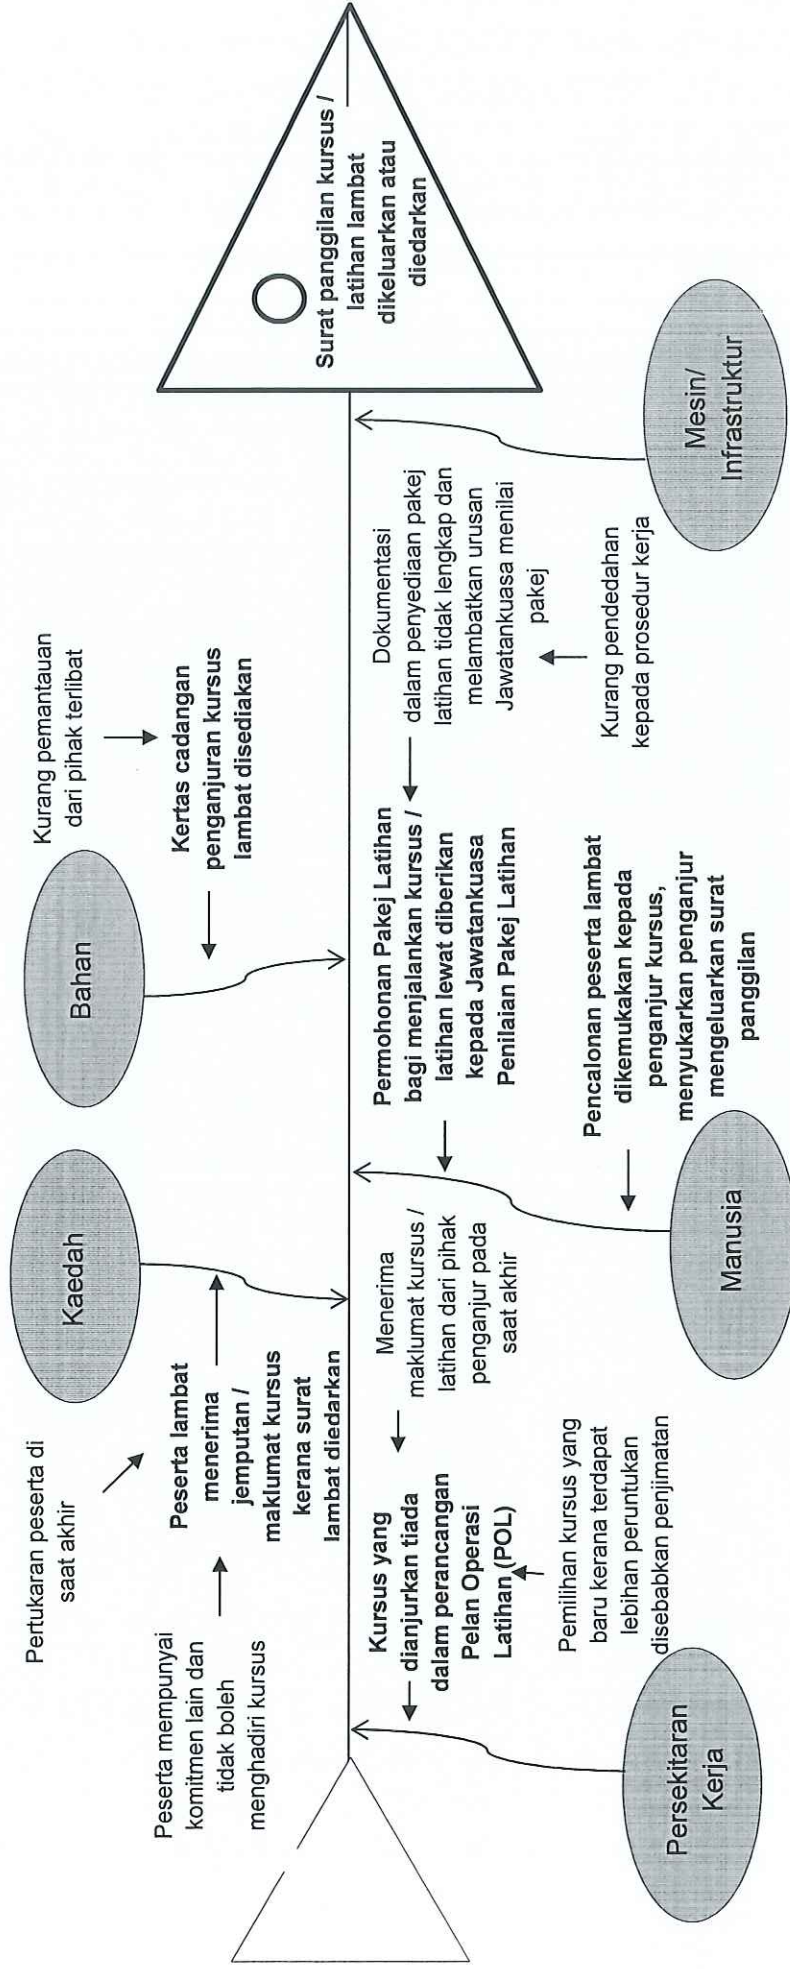 Kaedah
Bahan
Pertukaran peserta di
saat akhir
Kurang pemantauan
dari pihak terlibat
Peserta mempunyai
komitmen lain dan
tidak boleh
menghadiri kursus
Peserta lambat
menerima
jemputan /
maklumat kursus
kerana surat
lambat diedarkan
Kertas cadangan
penganjuran kursus
lambat disediakan
Surat panggilan kursus /
latihan lambat
dikeluarkan atau
diedarkan
Kursus yang
dianjurkan tiada
dalam perancangan
Pelan Operasi
Latihan (POL)
Menerima
maklumat kursus /
latihan dari pihak
penganjur pada
saat akhir
Permohonan Pakej Latihan
bagi menjalankan kursus /
latihan lewat diberikan
kepada Jawatankuasa
Penilaian Pakej Latihan
Dokumentasi
dalam penyediaan pakej
latihan tidak lengkap dan
melambatkan urusan
Jawatankuasa menilai
pakej
Pemilihan kursus yang
baru kerana terdapat
lebihan peruntukan
disebabkan penjimatan
Pencalonan peserta lambat
dikemukakan kepada
penganjur kursus,
menyukarkan penganjur
mengeluarkan surat
panggilan
Kurang pendedahan
kepada prosedur kerja
Persekitaran
Kerja
Manusia
Mesin/
Infrastruktur